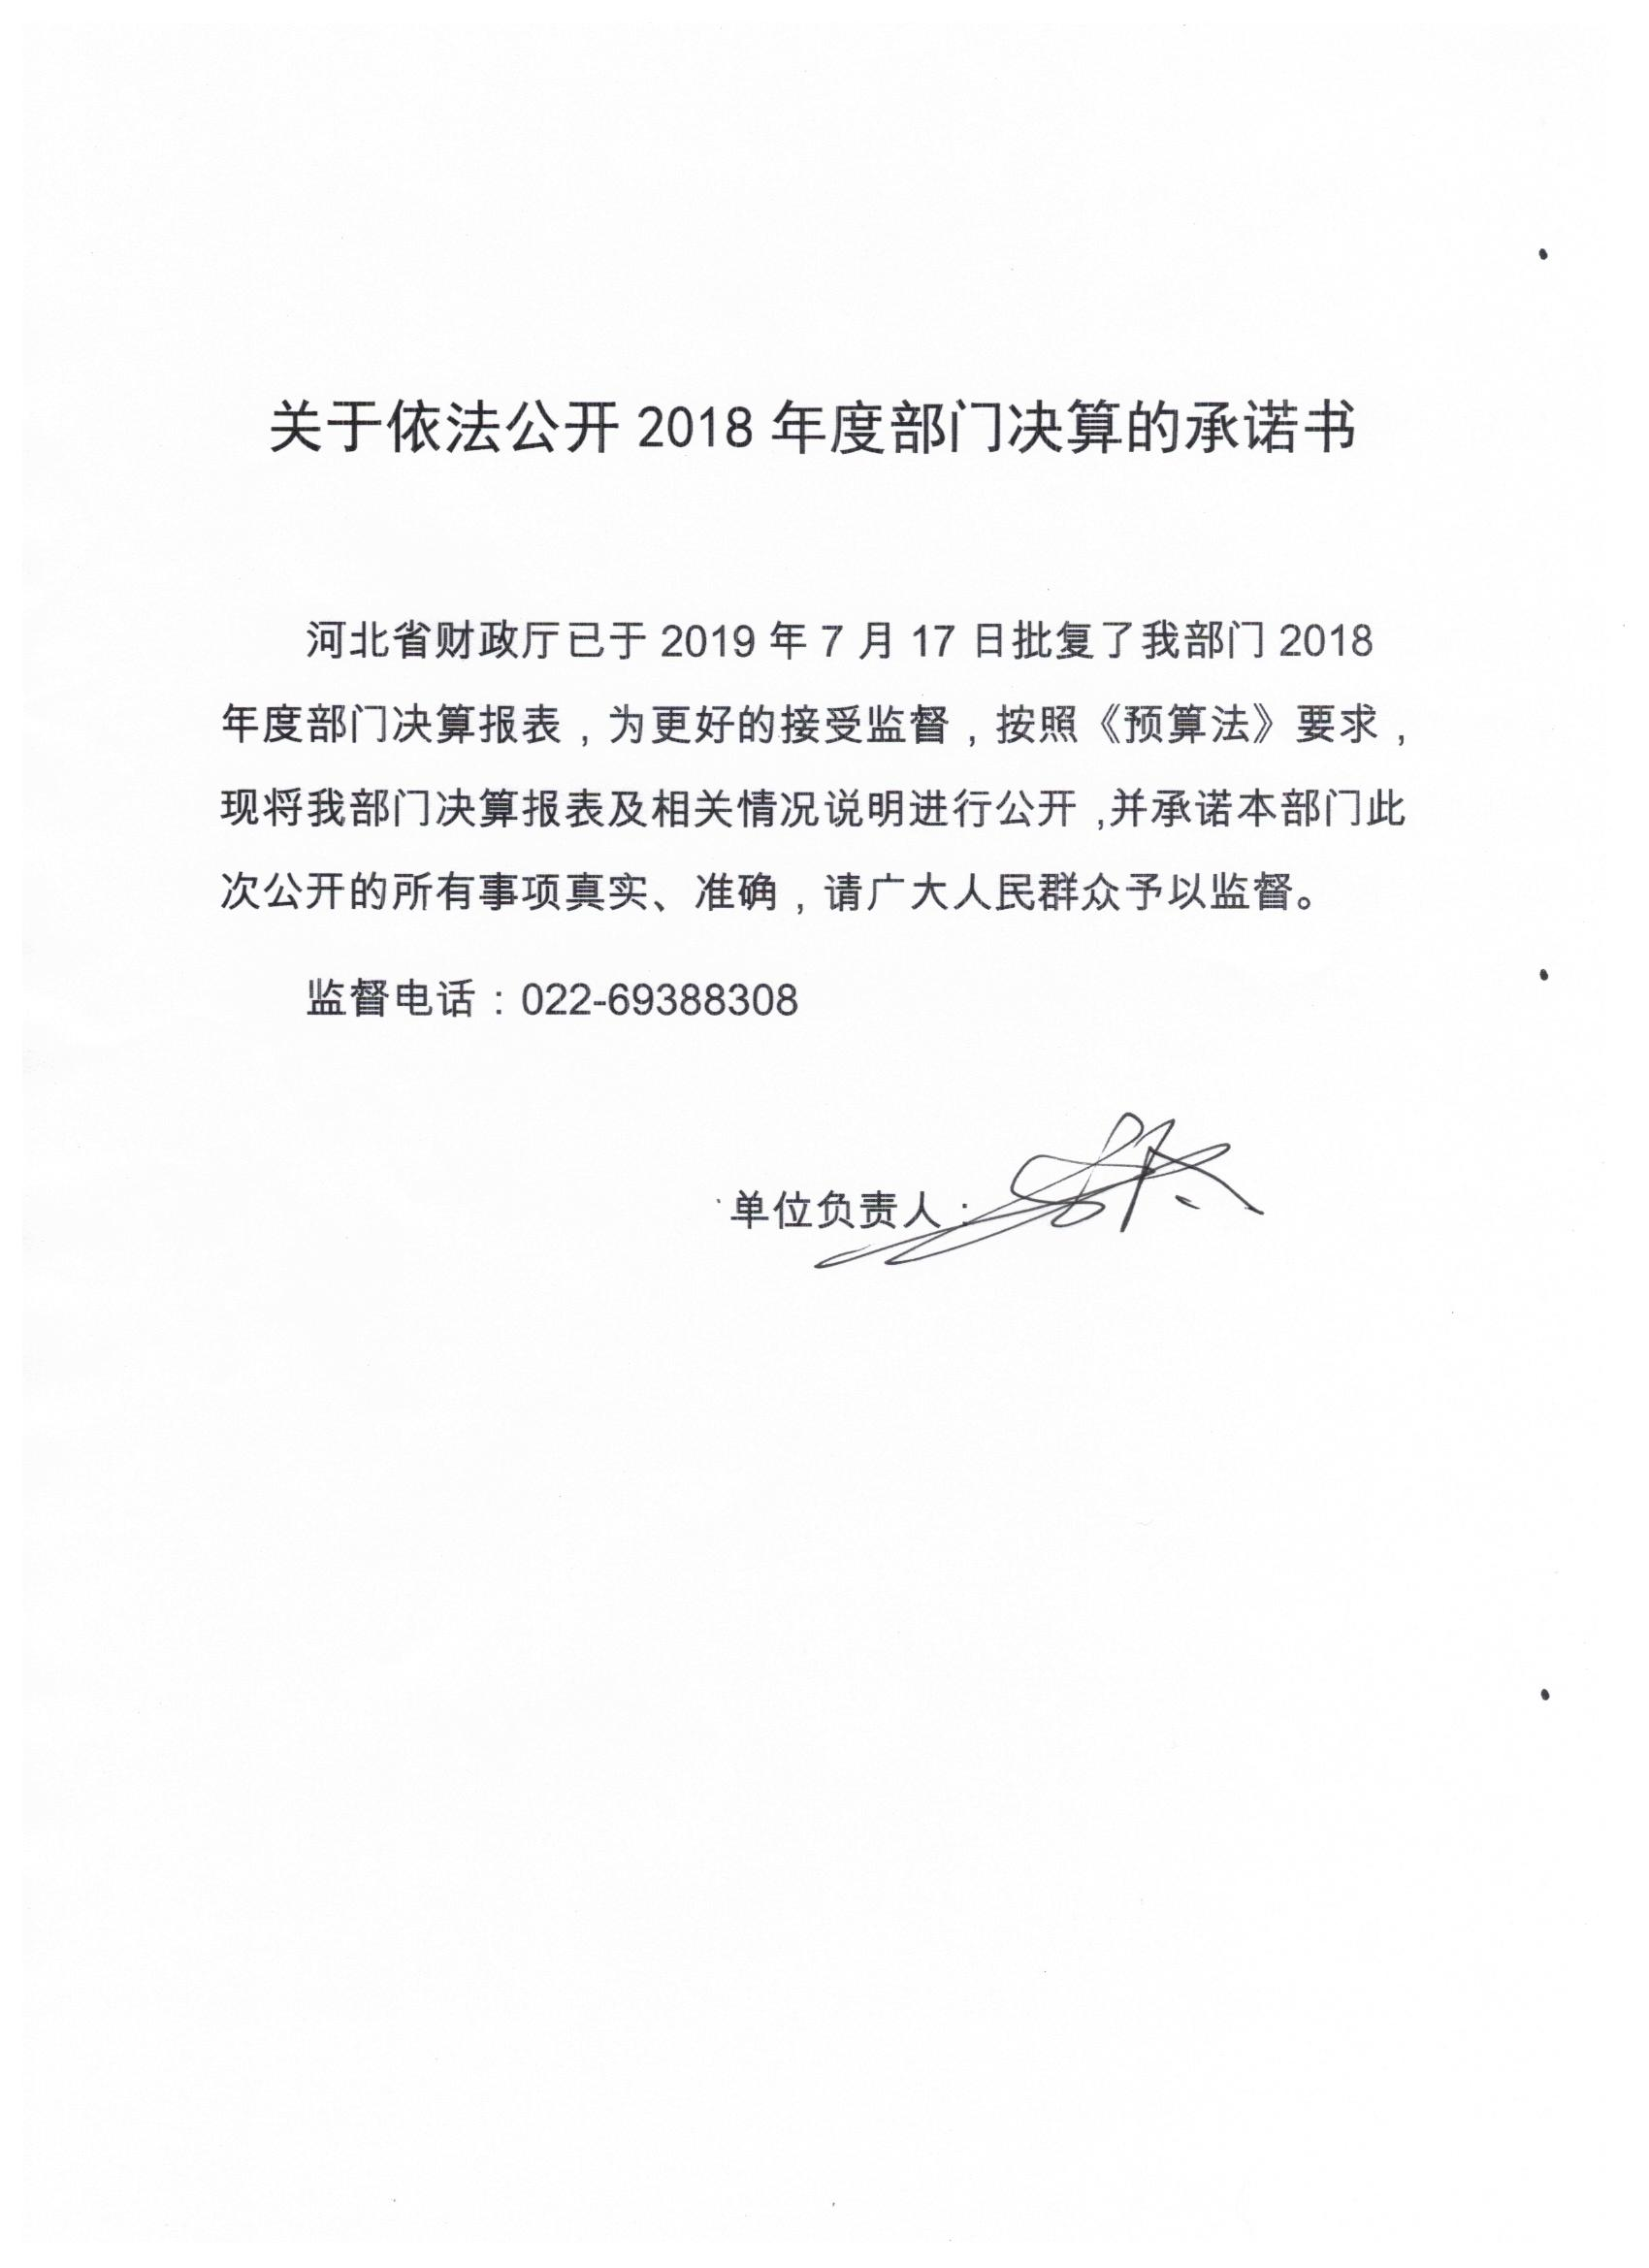 关于依法公开 2018 年度部门决算的承诺书
河北省财政厅已于 2019 年 7 月 17 日批复了我部门 2018
年度部门决算报表，为更好的接受监督，按照《预算法》要求，
现将我部门决算报表及相关情况说明进行公开,并承诺本部门此
次公开的所有事项真实、准确，请广大人民群众予以监督。
监督电话：022-69388308
单位负责人：